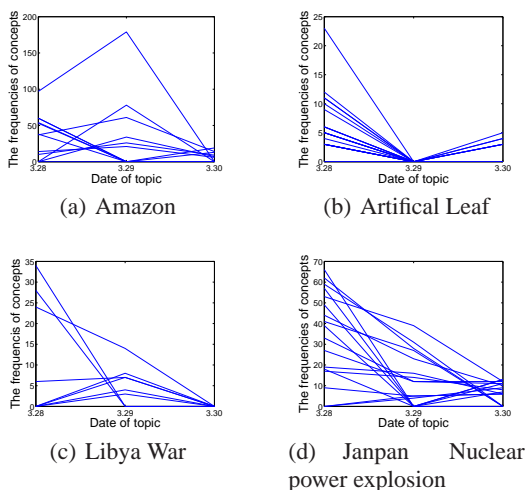 200
150
100
50
0
The frequencies of concepts
3.28 3.29 3.30
Date of topic
(a) Amazon
25
20
15
10
5
0
The frequencies of concepts
3.28 3.29 3.30
Date of topic
(b) Artifical Leaf
35
30
25
20
15
10
5
0
The frequencis of concepts
3.28 3.29 3.30
Date of topic
(c) Libya War
70
60
50
40
30
20
10
0
The frequencies of concepts
3.28 3.29 3.30
Date of topic
(d) Janpan Nuclear
power explosion